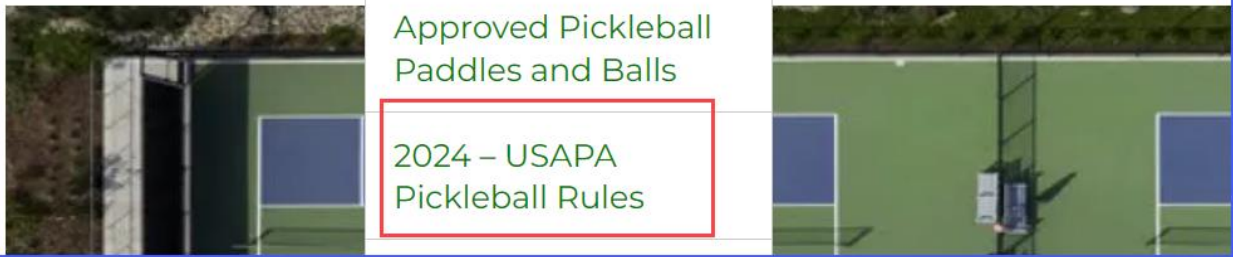 Approved Pickleball
Paddles and Balls
2024 – USAPA
Pickleball Rules